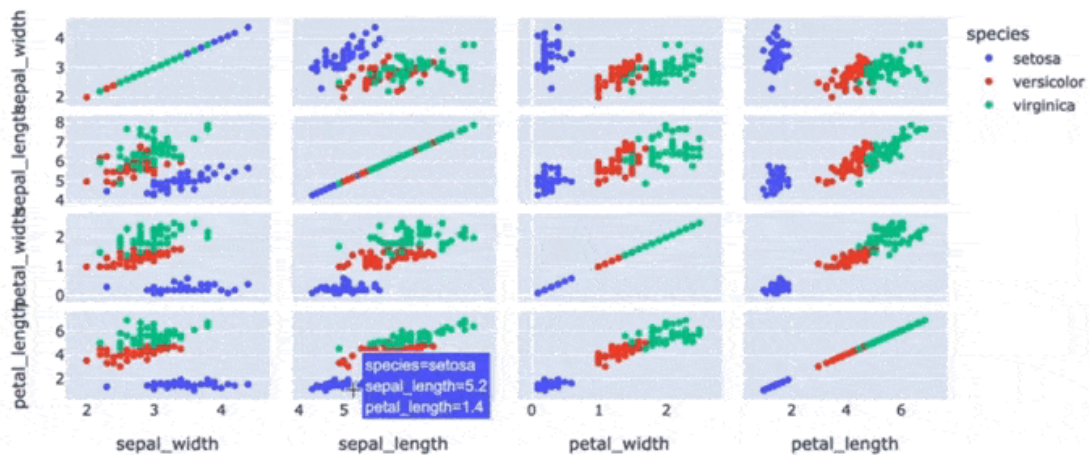 sepal_width
4
3
2
species
setosa
versicolor
virginica
sepal_length
8
7
6
5
4
petal_width
2
1
0
petal_length
6
4
2
species=setosa
sepal_length=5.2
petal_length=1.4
2 3 4
4 5
0 1 2
2 4 6
sepal_width
sepal_length
petal_width
petal_length